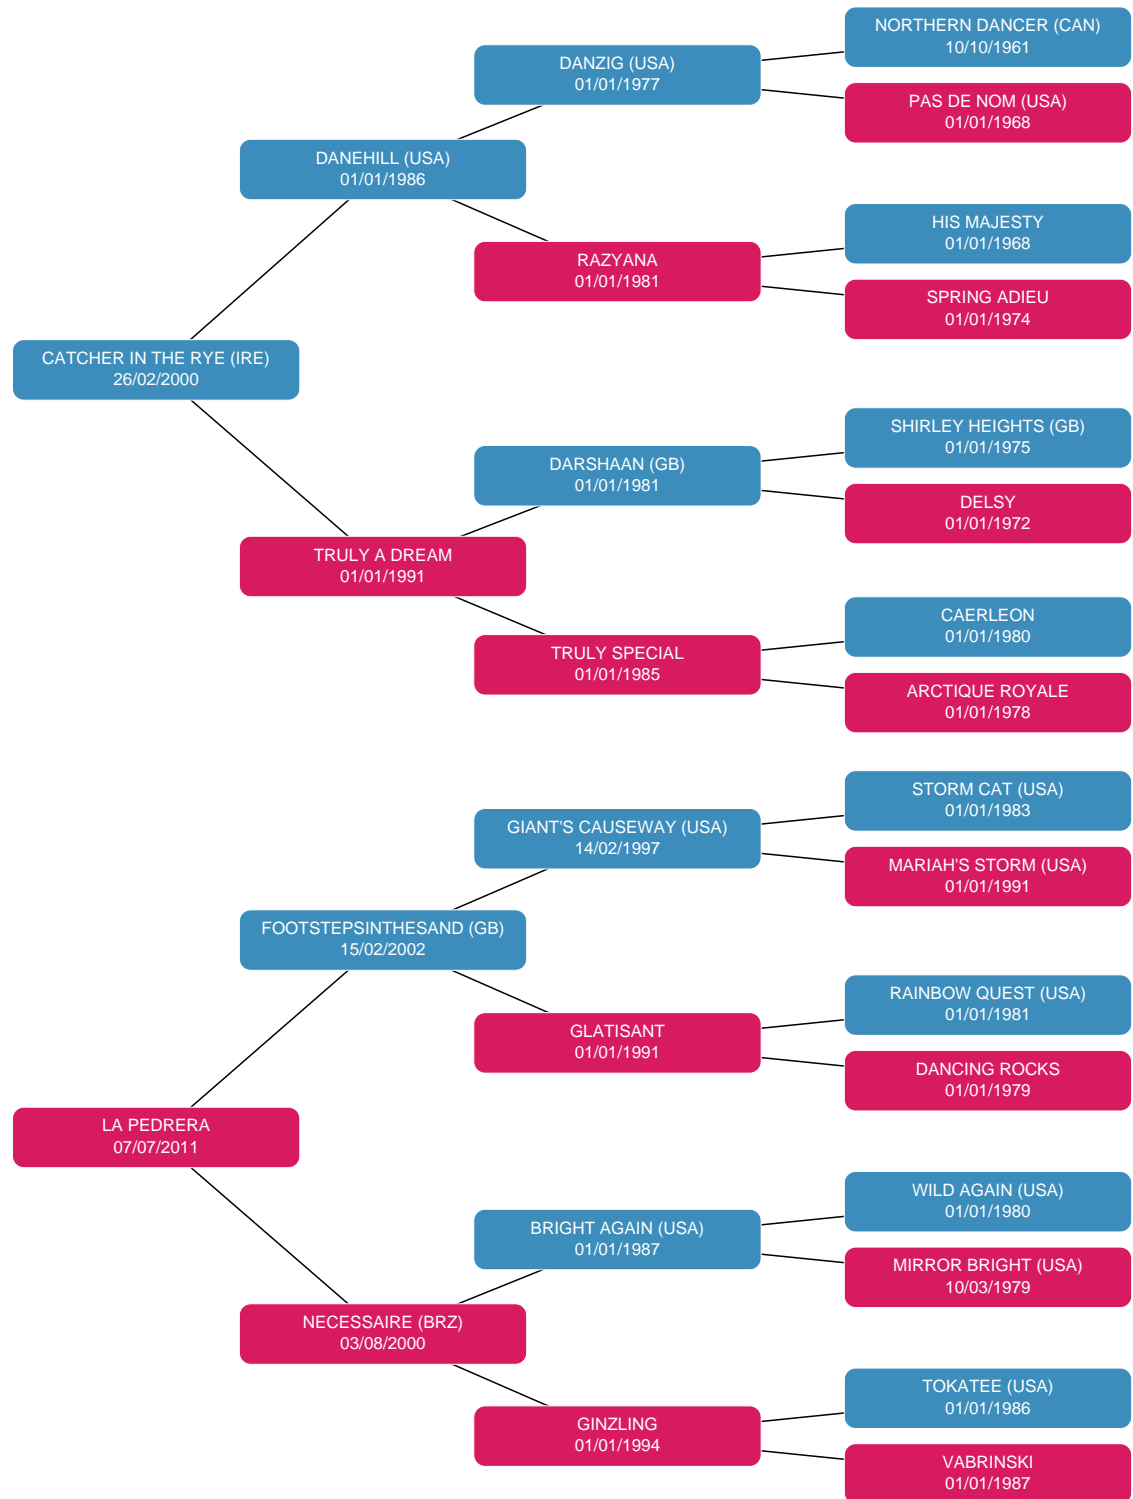 NORTHERN DANCER (CAN)
10/10/1961
DANZIG (USA)
01/01/1977
PAS DE NOM (USA)
01/01/1968
DANEHILL (USA)
01/01/1986
HIS MAJESTY
01/01/1968
RAZYANA
01/01/1981
SPRING ADIEU
01/01/1974
CATCHER IN THE RYE (IRE)
26/02/2000
SHIRLEY HEIGHTS (GB)
01/01/1975
DARSHAAN (GB)
01/01/1981
DELSY
01/01/1972
TRULY A DREAM
01/01/1991
CAERLEON
01/01/1980
TRULY SPECIAL
01/01/1985
ARCTIQUE ROYALE
01/01/1978
STORM CAT (USA)
01/01/1983
GIANT'S CAUSEWAY (USA)
14/02/1997
MARIAH'S STORM (USA)
01/01/1991
FOOTSTEPSINTHESAND (GB)
15/02/2002
RAINBOW QUEST (USA)
01/01/1981
GLATISANT
01/01/1991
DANCING ROCKS
01/01/1979
LA PEDRERA
07/07/2011
WILD AGAIN (USA)
01/01/1980
BRIGHT AGAIN (USA)
01/01/1987
MIRROR BRIGHT (USA)
10/03/1979
NECESSAIRE (BRZ)
03/08/2000
TOKATEE (USA)
01/01/1986
GINZLING
01/01/1994
VABRINSKI
01/01/1987